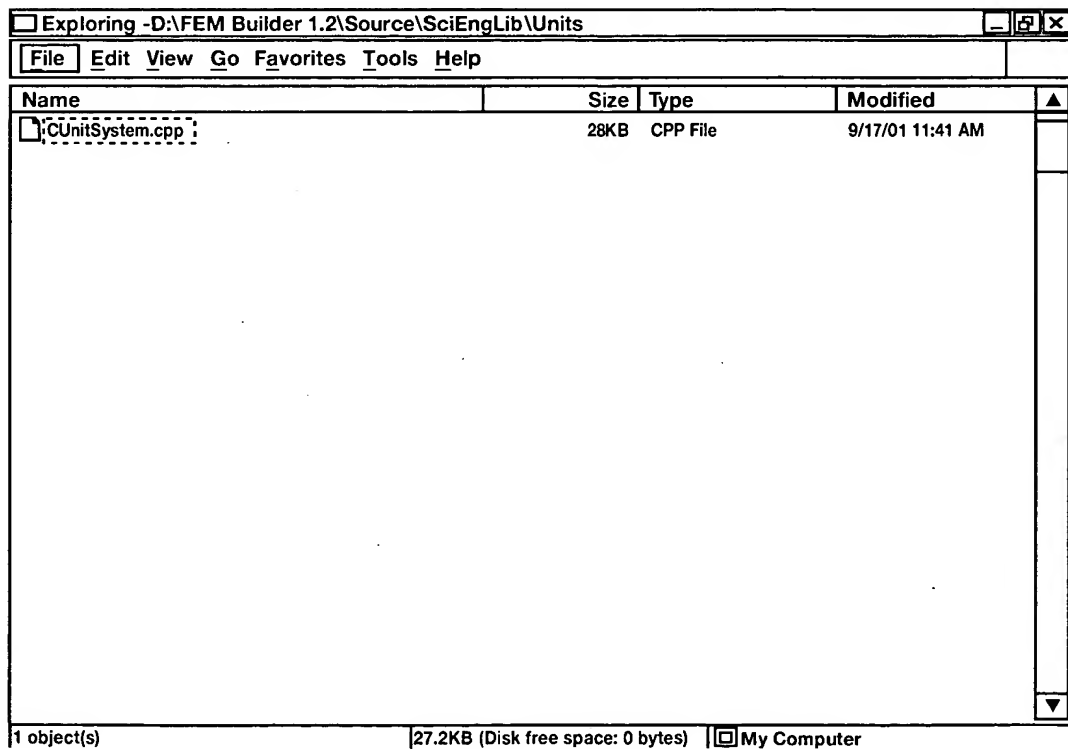 Exploring -D:\FEM Builder 1.2\Source\SciEngLib\Units
File Edit View Go Favorites Tools Help
Name Size Type Modified
CUnitSystem.cpp 28KB CPP File 9/17/01 11:41 AM
1 object(s) 27.2KB (Disk free space: 0 bytes) My Computer